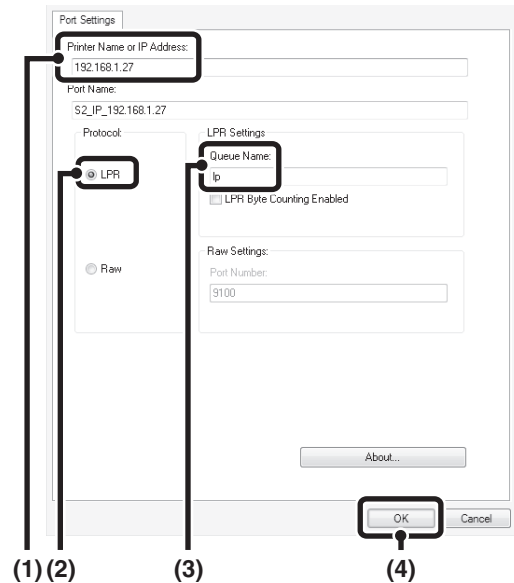 Port Settings
Printer Name or IP Address:
192.168.1.27
Port Name:
S2_IP_192.168.1.27
Protocol:
LPR
Raw
LPR Settings
Queue Name:
lp
LPR Byte Counting Enabled
Raw Settings:
Port Number:
9100
About...
OK
Cancel
(1) (2) (3) (4)